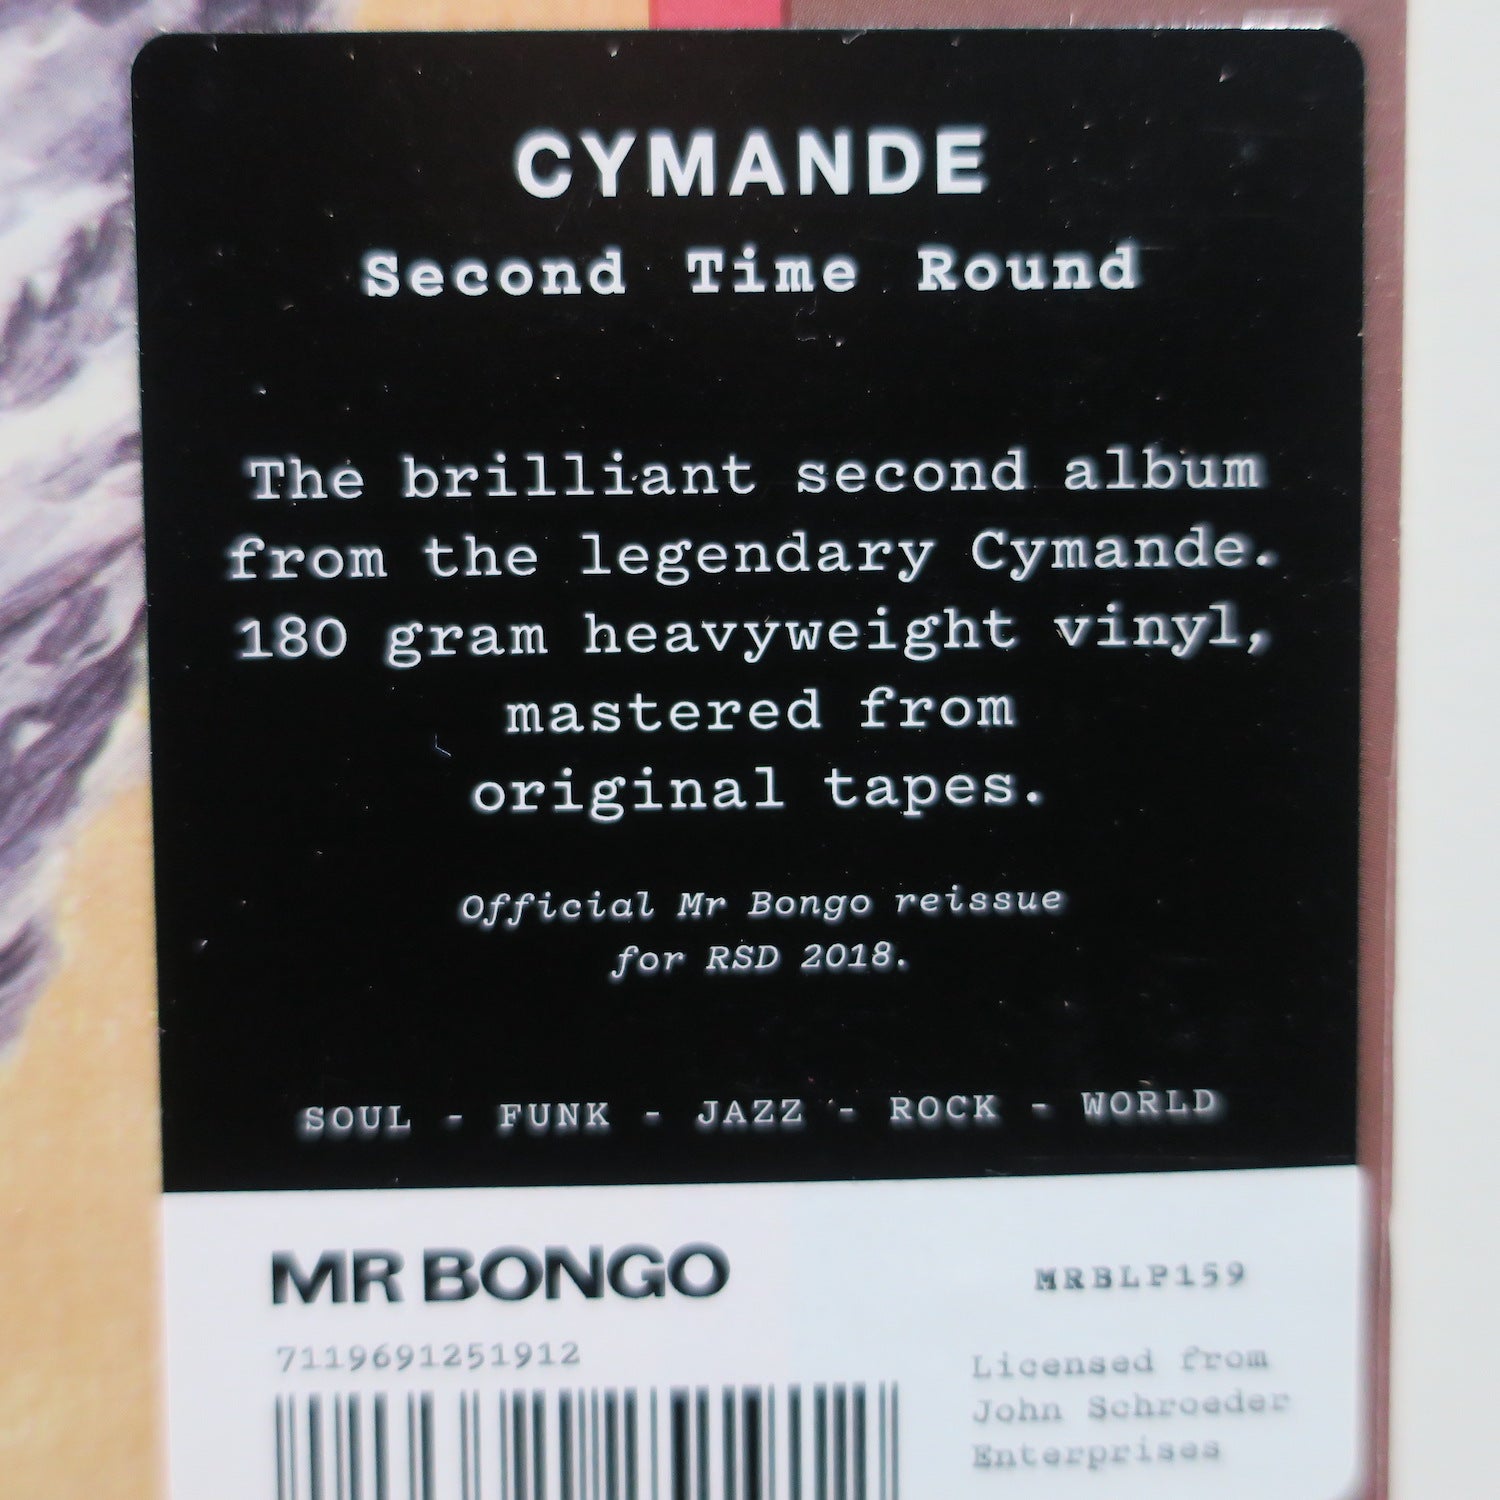 CYMANDE
Second Time Round
The brilliant second album
from the legendary Cymande.
180 gram heavyweight vinyl,
mastered from
original tapes.
Official Mr Bongo reissue
for RSD 2018.
SOUL - FUNK - JAZZ - ROCK - WORLD
MR BONGO
MRBLP159
7119691251912
Licensed from
John Schroeder
Enterprises